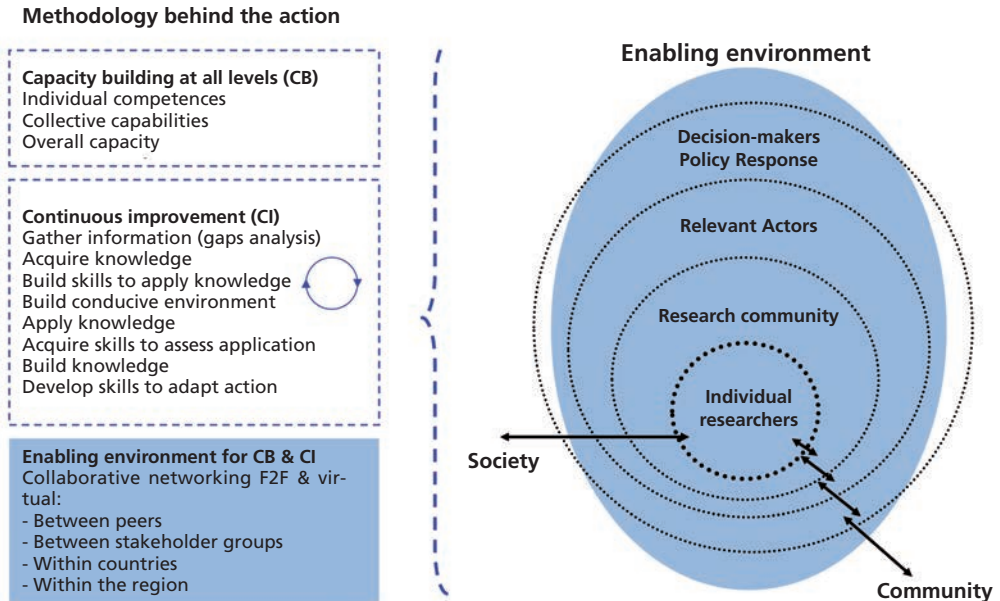 Methodology behind the action
Capacity building at all levels (CB)
Individual competences
Collective capabilities
Overall capacity
Continuous improvement (CI)
Gather information (gaps analysis)
Acquire knowledge
Build skills to apply knowledge
Build conducive environment
Apply knowledge
Acquire skills to assess application
Build knowledge
Develop skills to adapt action
Enabling environment for CB & CI
Collaborative networking F2F & vir-
tual:
- Between peers
- Between stakeholder groups
- Within countries
- Within the region
Enabling environment
Decision-makers
Policy Response
Relevant Actors
Research community
Individual
researchers
Society
Community